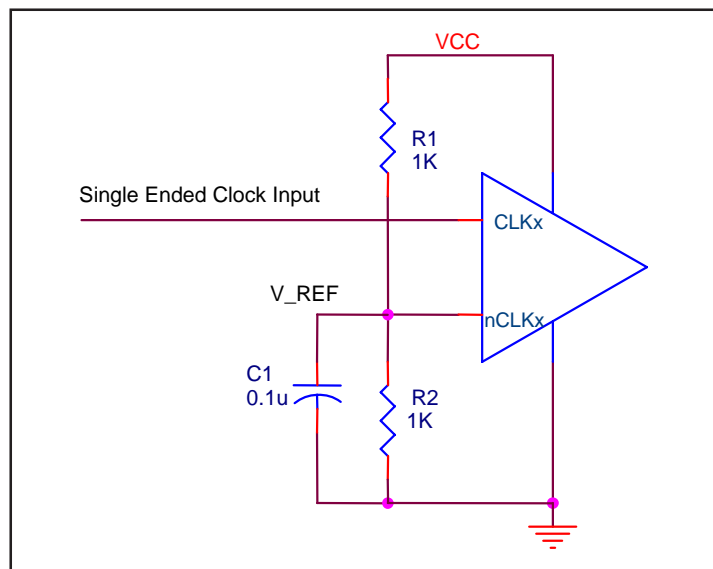 VCC
R1
1K
Single Ended Clock Input
CLKx
V_REF
nCLKx
C1
0.1u
R2
1K